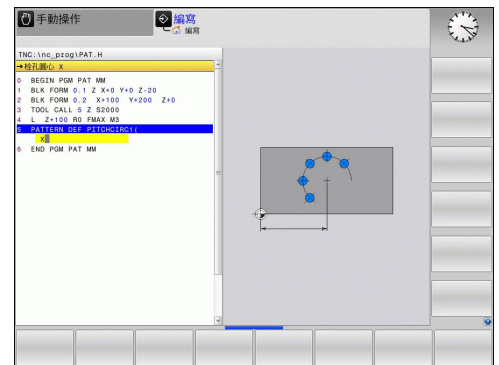 手動操作
編寫
編寫
TNC:\nc_prog\PAT.H
→栓孔圓心 X
0 BEGIN PGM PAT MM
1 BLK FORM 0.1 Z X+0 Y+0 Z-20
2 BLK FORM 0.2 X+100 Y+200 Z+0
3 TOOL CALL 5 Z S2000
4 L Z+100 R0 FMAX M3
5 PATTERN DEF PITCHCIRC1(
X
6 END PGM PAT MM